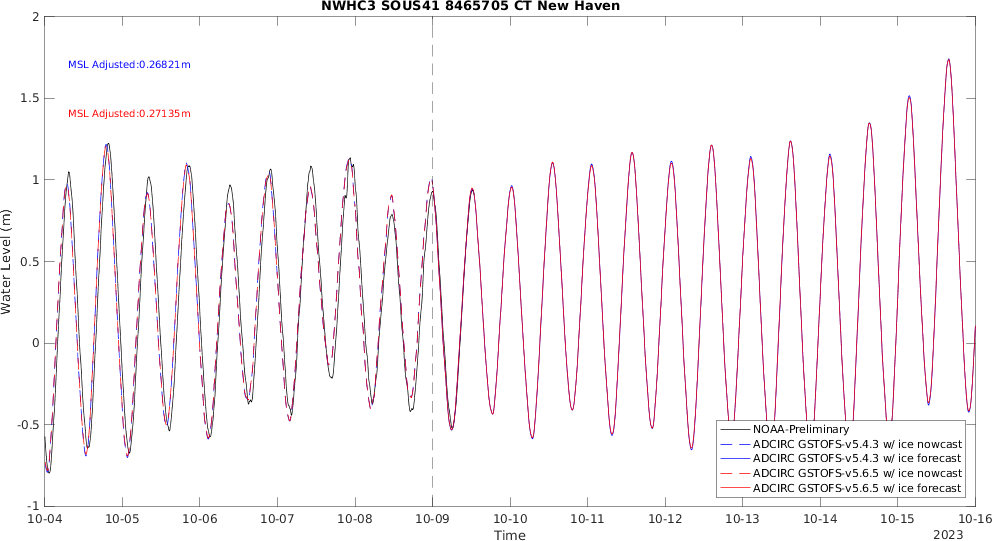 NWHC3 SOUS41 8465705 CT New Haven
2
1.5
1
0.5
0
-0.5
-1
Water Level (m)
MSL Adjusted:0.26821m
MSL Adjusted:0.27135m
NOAA-Preliminary
ADCIRC GSTOFS-v5.4.3 w/ ice nowcast
ADCIRC GSTOFS-v5.4.3 w/ ice forecast
ADCIRC GSTOFS-v5.6.5 w/ ice nowcast
ADCIRC GSTOFS-v5.6.5 w/ ice forecast
10-04 10-05 10-06 10-07 10-08 10-09 10-10 10-11 10-12 10-13 10-14 10-15 10-16
Time
2023